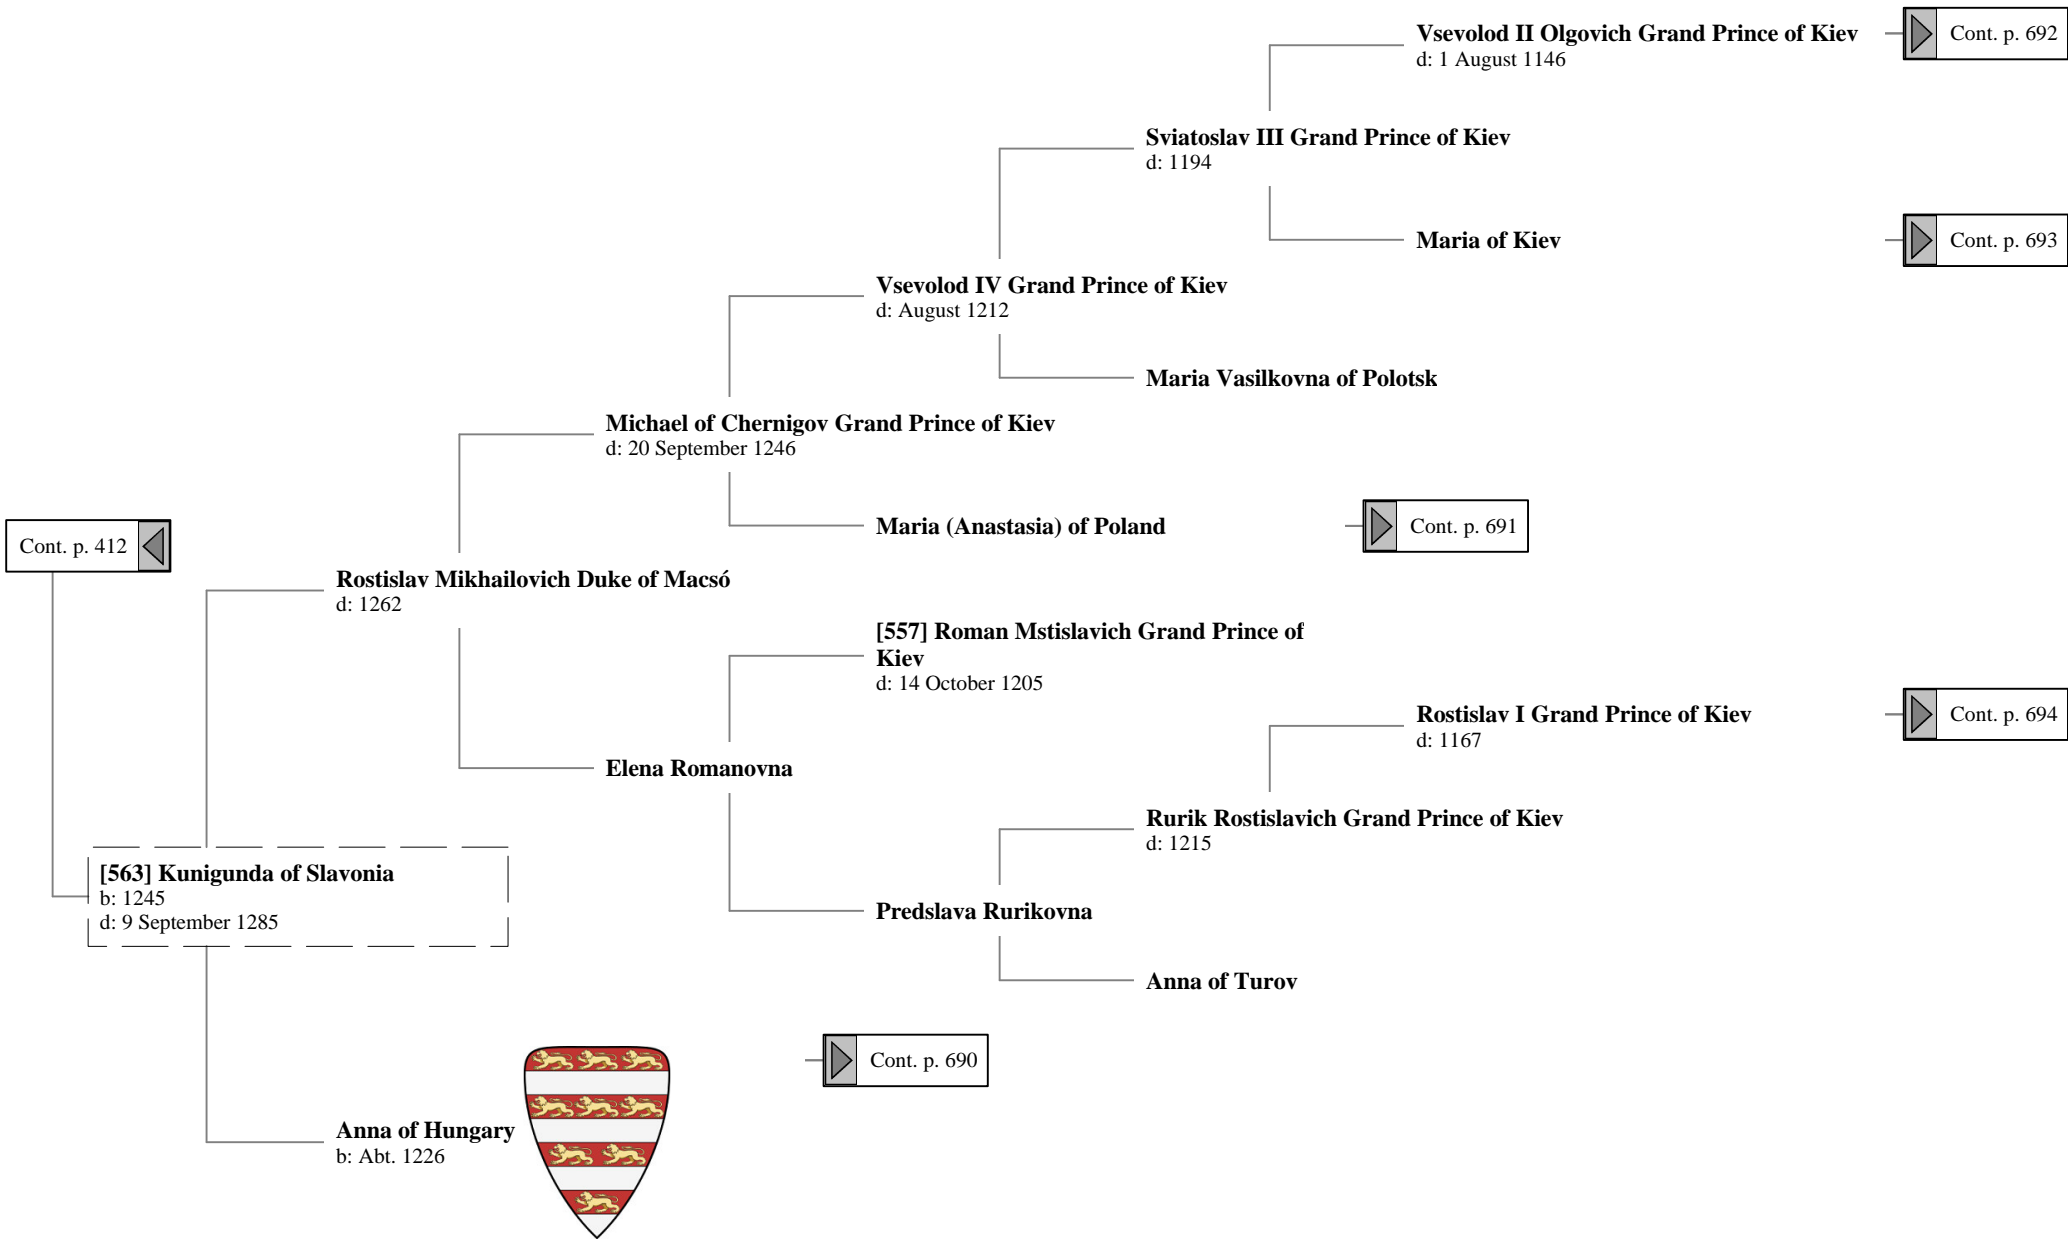 Vsevolod II Olgovich Grand Prince of Kiev
d: 1 August 1146
Cont. p. 692
Sviatoslav III Grand Prince of Kiev
d: 1194
Maria of Kiev
Cont. p. 693
Vsevolod IV Grand Prince of Kiev
d: August 1212
Maria Vasilkovna of Polotsk
Michael of Chernigov Grand Prince of Kiev
d: 20 September 1246
Maria (Anastasia) of Poland
Cont. p. 691
Cont. p. 412
Rostislav Mikhailovich Duke of Macsó
d: 1262
[557] Roman Mstislavich Grand Prince of
Kiev
d: 14 October 1205
Rostislav I Grand Prince of Kiev
d: 1167
Cont. p. 694
Elena Romanovna
Rurik Rostislavich Grand Prince of Kiev
d: 1215
[563] Kunigunda of Slavonia
b: 1245
d: 9 September 1285
Predslava Rurikovna
Anna of Turov
Cont. p. 690
Anna of Hungary
b: Abt. 1226